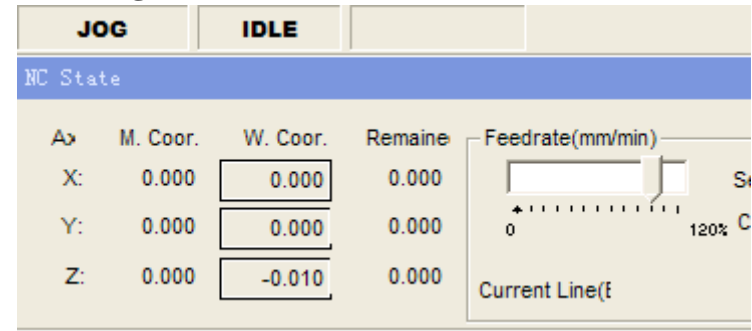 JOG IDLE
NC State
M. Coor. W. Coor. Remaine Feedrate(mm/min)
X: 0.000 0.000 0.000
Y: 0.000 0.000 0.000
0 120%
Z: 0.000 -0.010 0.000
Current Line(